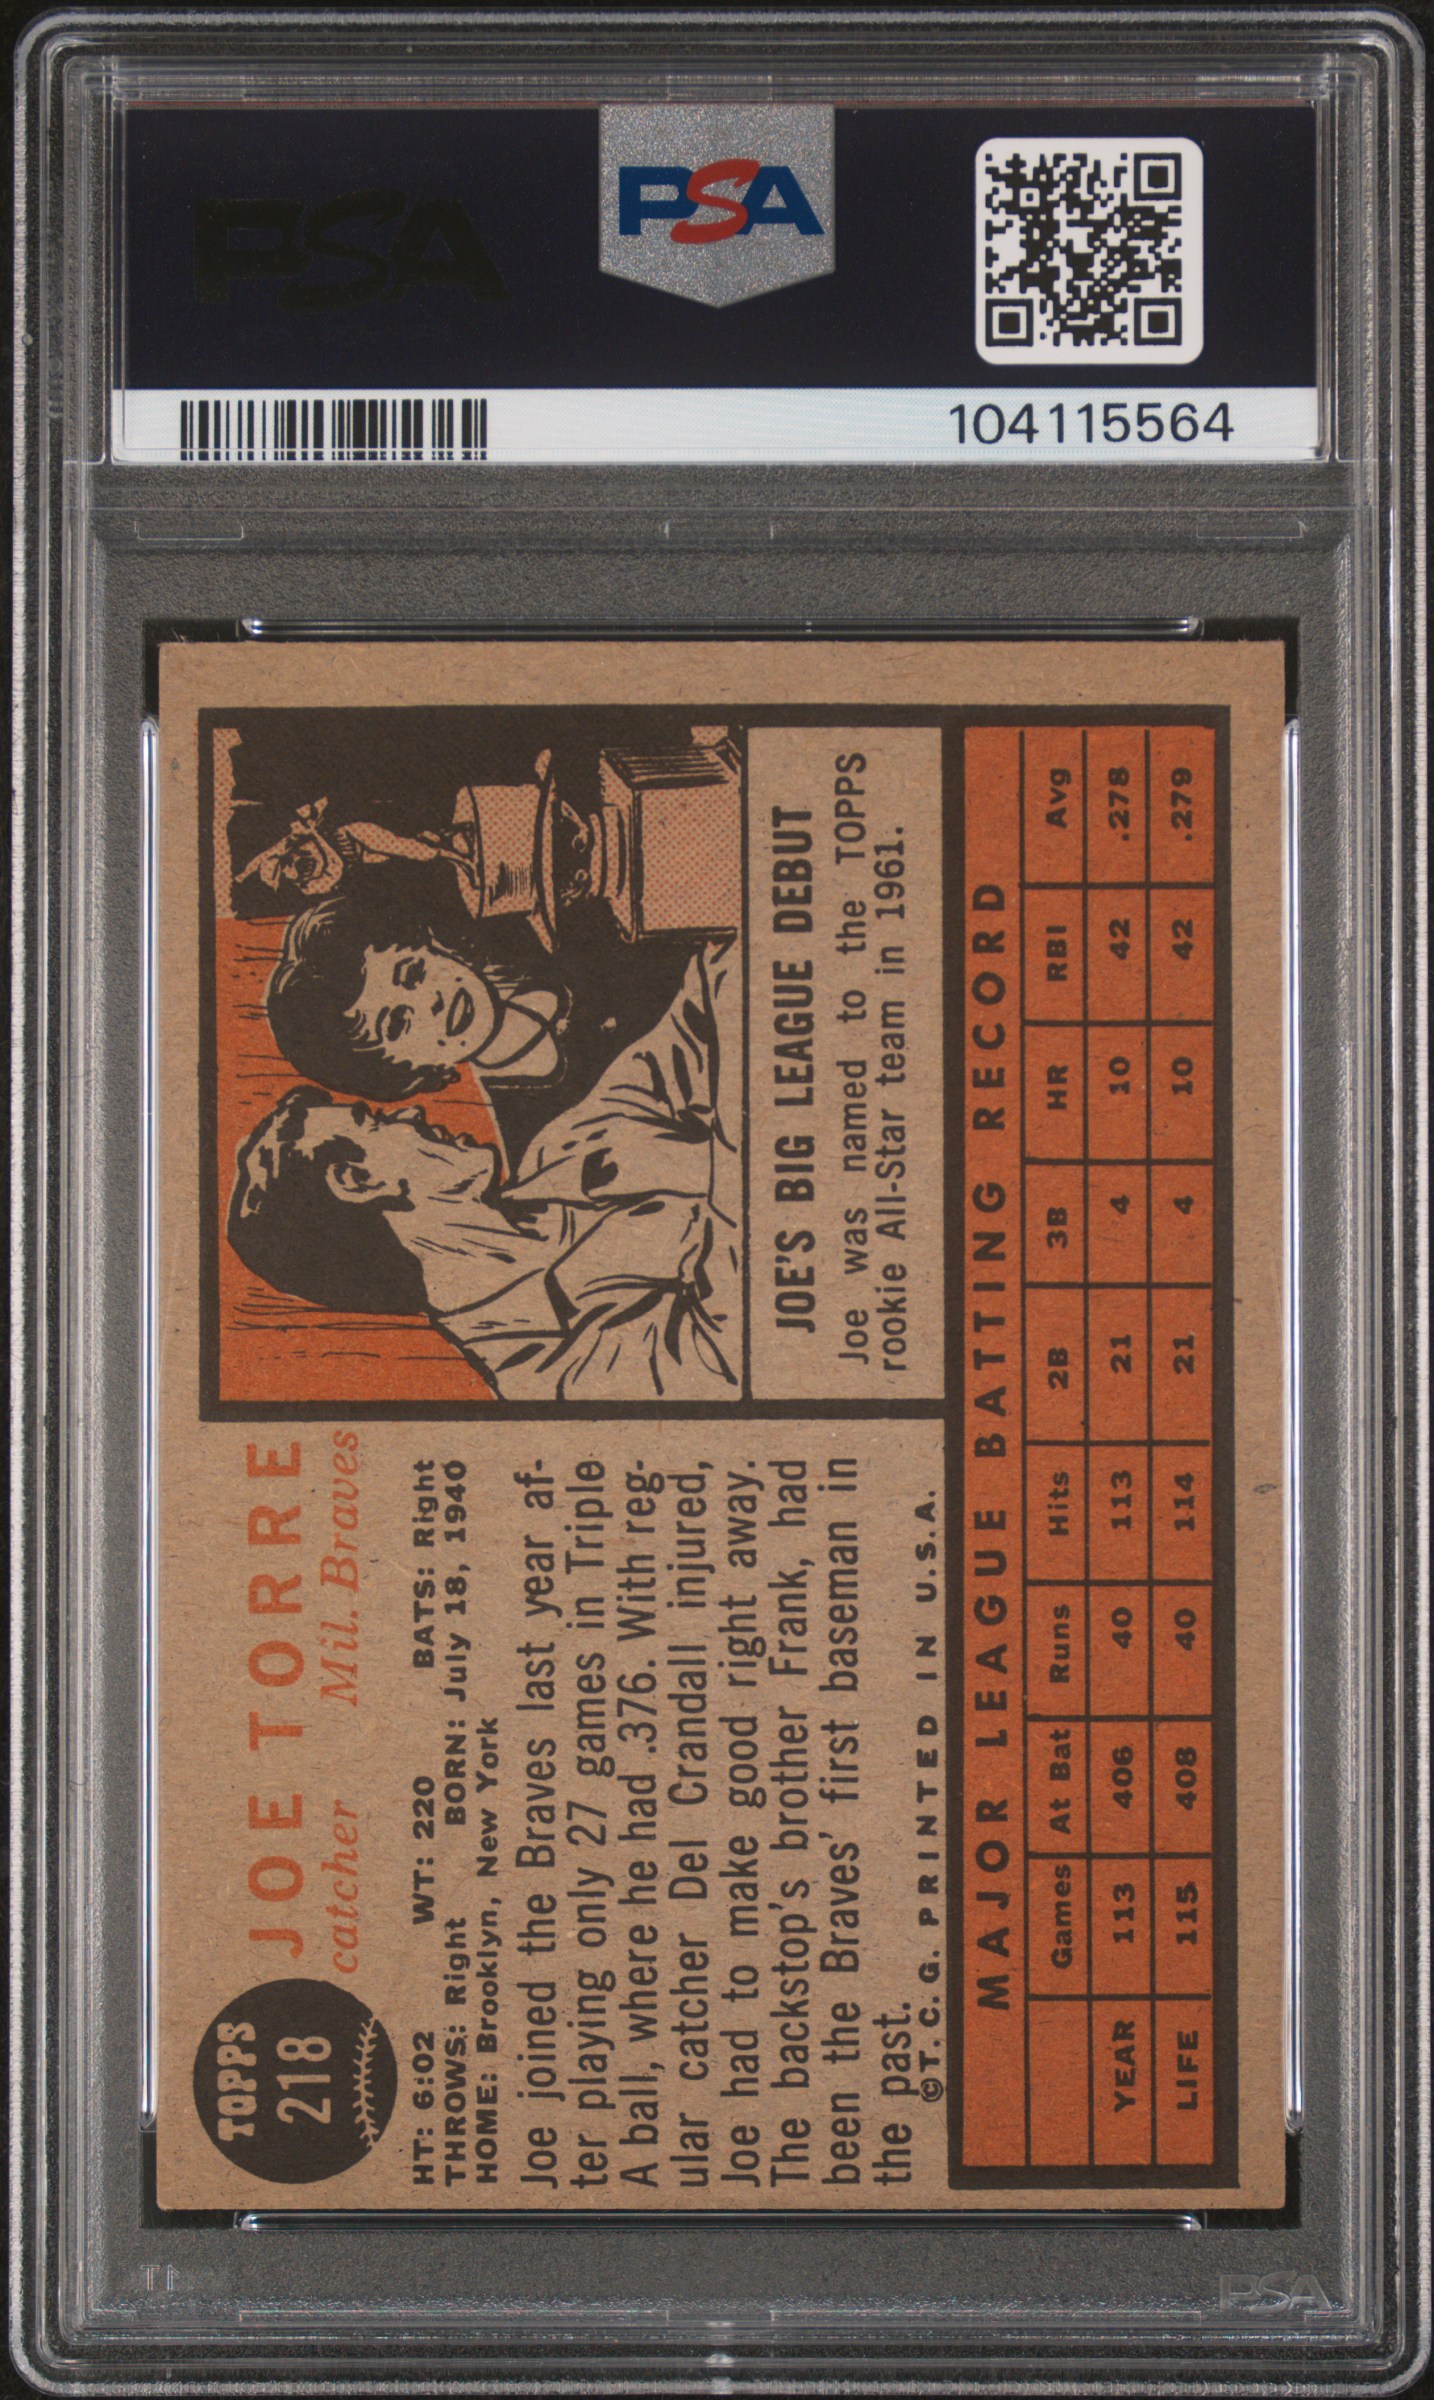 PSA
PSA
104115564
TOPPS
218
JOE TORRE
catcher Mil. Braves
HT: 6:02 WT: 220 BATS: Right
THROWS: Right BORN: July 18, 1940
HOME: Brooklyn, New York
Joe joined the Braves last year af-
ter playing only 27 games in Triple
A ball, where he had .376. With reg-
ular catcher Del Crandall injured,
Joe had to make good right away.
The backstop's brother Frank, had
been the Braves' first baseman in
the past.
©T. C. G. PRINTED IN U.S.A.
JOE'S BIG LEAGUE DEBUT
Joe was named to the TOPPS
rookie All-Star team in 1961.
MAJOR LEAGUE BATTING RECORD
Games At Bat Runs Hits 2B 3B HR RBI Avg
YEAR 113 406 40 113 21 4 10 42 .278
LIFE 115 408 40 114 21 4 10 42 .279
PSA